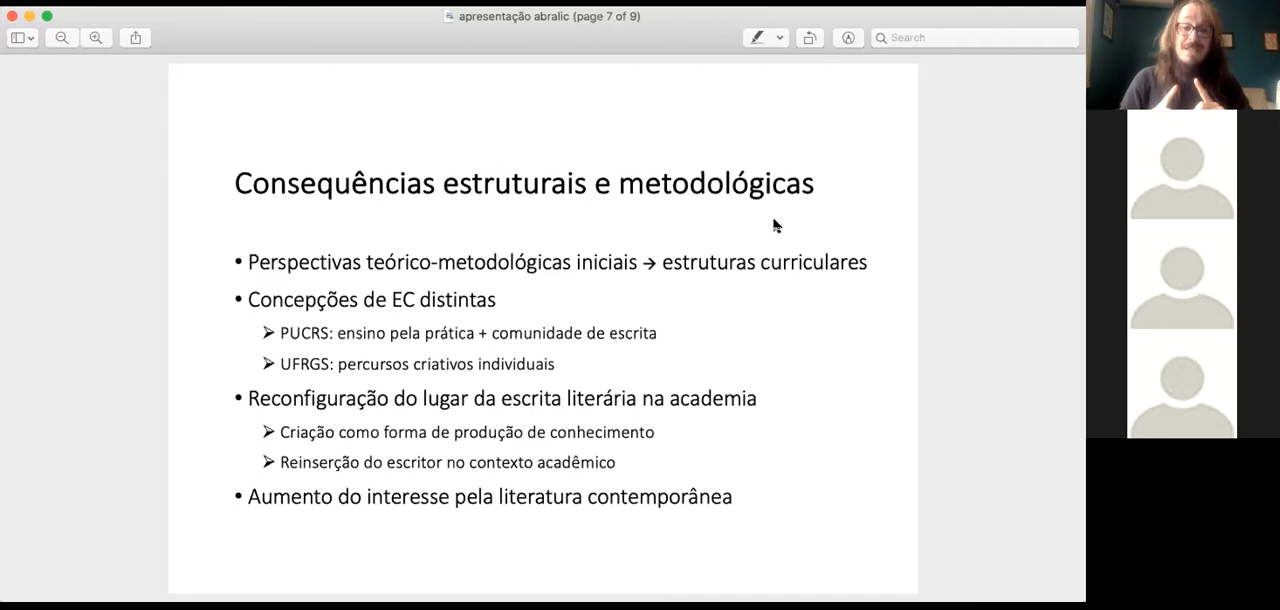 apresentação abralic (page 7 of 9)
Search
Consequências estruturais e metodológicas
• Perspectivas teórico-metodológicas iniciais → estruturas curriculares
• Concepções de EC distintas
➢ PUCRS: ensino pela prática + comunidade de escrita
➢ UFRGS: percursos criativos individuais
• Reconfiguração do lugar da escrita literária na academia
➢ Criação como forma de produção de conhecimento
➢ Reinserção do escritor no contexto acadêmico
• Aumento do interesse pela literatura contemporânea